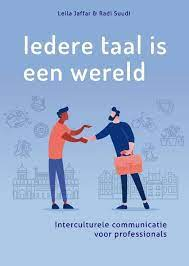 Leila Jaffar & Radi Suudi
Iedere taal is
een wereld
Interculturele communicatie
voor professionals